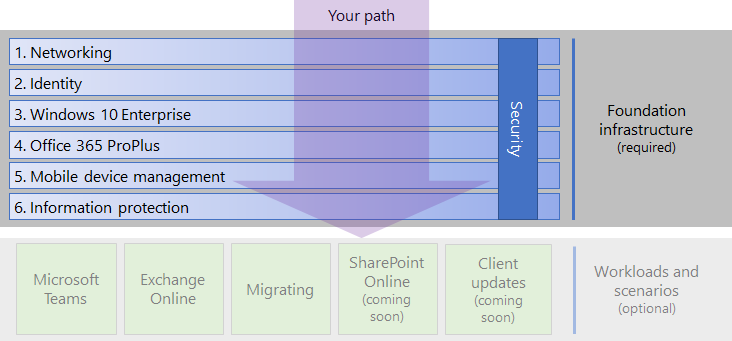 Your path
1. Networking
2. Identity
3. Windows 10 Enterprise
4. Office 365 ProPlus
5. Mobile device management
6. Information protection
Security
Foundation
infrastructure
(required)
Microsoft
Teams
Exchange
Online
Migrating
SharePoint
Online
(coming
soon)
Client
updates
(coming
soon)
Workloads and
scenarios
(optional)